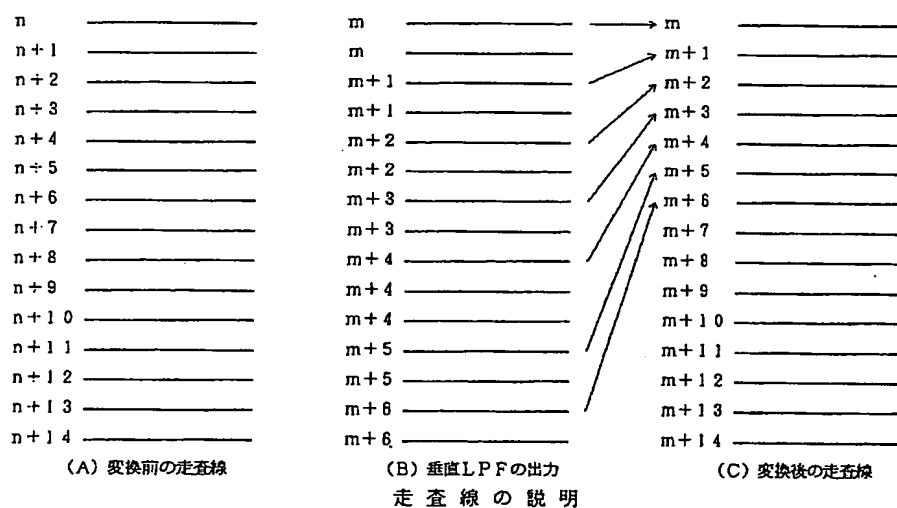 n m m
n+1 m m+1
n÷2 m+1 m+2
n÷3 m+1 m+3
n+4 m+2 m+4
n÷5 m+2 m+5
n+6 m+3 m+6
n+7 m+3 m+7
n+8 m+4 m+8
n÷9 m+4 m+9
n+10 m+4 m+10
n+11 m+5 m+11
n÷12 m+5 m+12
n+13 m+6 m+13
n+14 m+6 m+14
(A) 変換前の走査線 (B) 垂直LPFの出力 (C) 変換後の走査線
走査線の説明